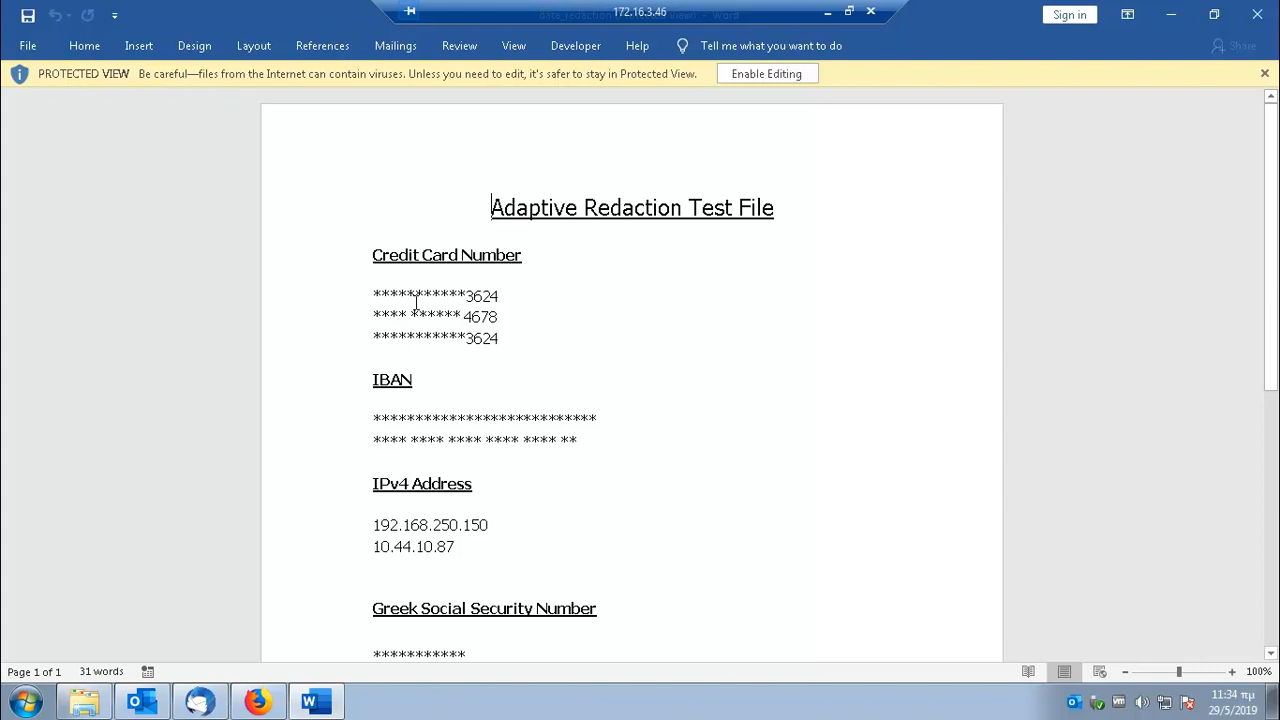 172.16.3.46
Sign in
File Home Insert Design Layout References Mailings Review View Developer Help Tell me what you want to do Share
PROTECTED VIEW Be careful—files from the Internet can contain viruses. Unless you need to edit, it's safer to stay in Protected View. Enable Editing
Adaptive Redaction Test File
Credit Card Number
***********3624
**** ****** 4678
***********3624
IBAN
***************************
**** **** **** **** **** **
IPv4 Address
192.168.250.150
10.44.10.87
Greek Social Security Number
***********
Page 1 of 1 31 words 100%
11:34 πμ
29/5/2019